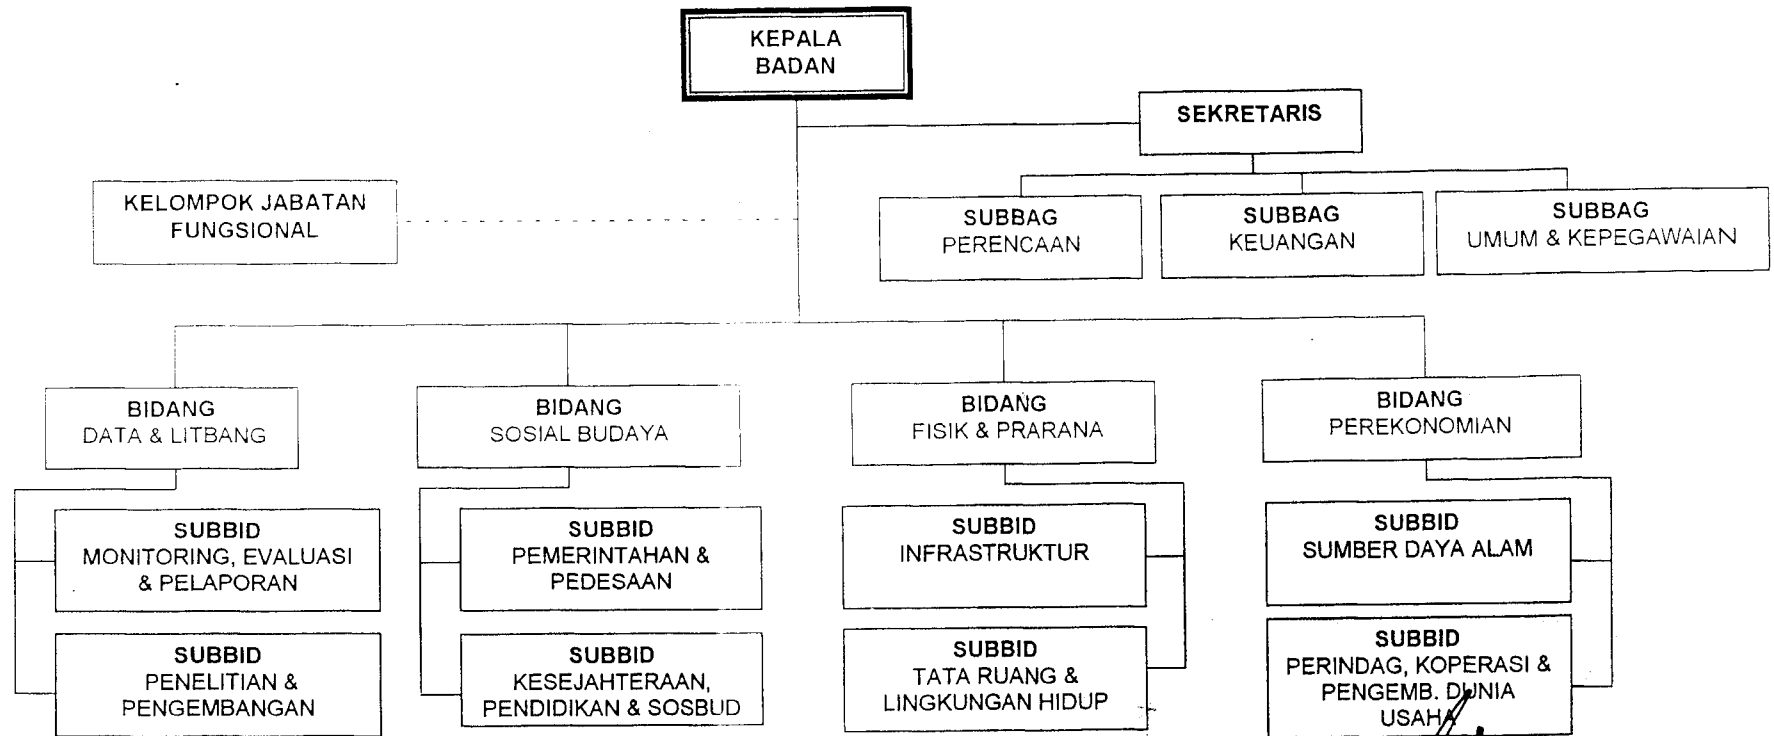 KEPALA
BADAN
SEKRETARIS
KELOMPOK JABATAN
FUNGSIONAL
SUBBAG
PERENCAAN
SUBBAG
KEUANGAN
SUBBAG
UMUM & KEPEGAWAIAN
BIDANG
DATA & LITBANG
BIDANG
SOSIAL BUDAYA
BIDANG
FISIK & PRARANA
BIDANG
PEREKONOMIAN
SUBBID
MONITORING, EVALUASI
& PELAPORAN
SUBBID
PEMERINTAHAN &
PEDESAAN
SUBBID
INFRASTRUKTUR
SUBBID
SUMBER DAYA ALAM
SUBBID
PENELITIAN &
PENGEMBANGAN
SUBBID
KESEJAHTERAAN,
PENDIDIKAN & SOSBUD
SUBBID
TATA RUANG &
LINGKUNGAN HIDUP
SUBBID
PERINDAG, KOPERASI &
PENGEMB. DUNIA
USAHA